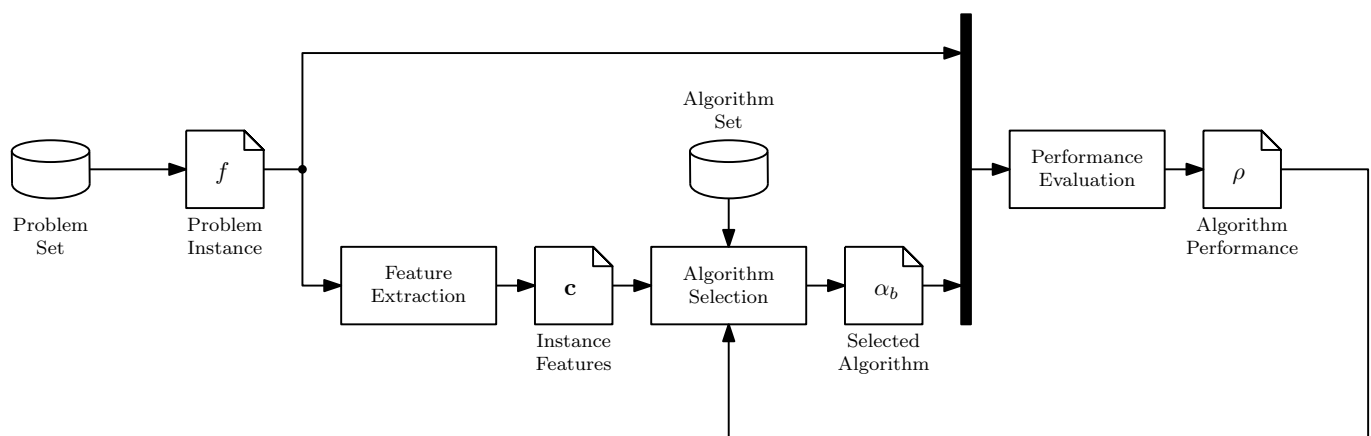 Algorithm
Set
f
Problem
Set
Problem
Instance
Performance
Evaluation
ρ
Algorithm
Performance
Feature
Extraction
c
Instance
Features
Algorithm
Selection
α_b
Selected
Algorithm